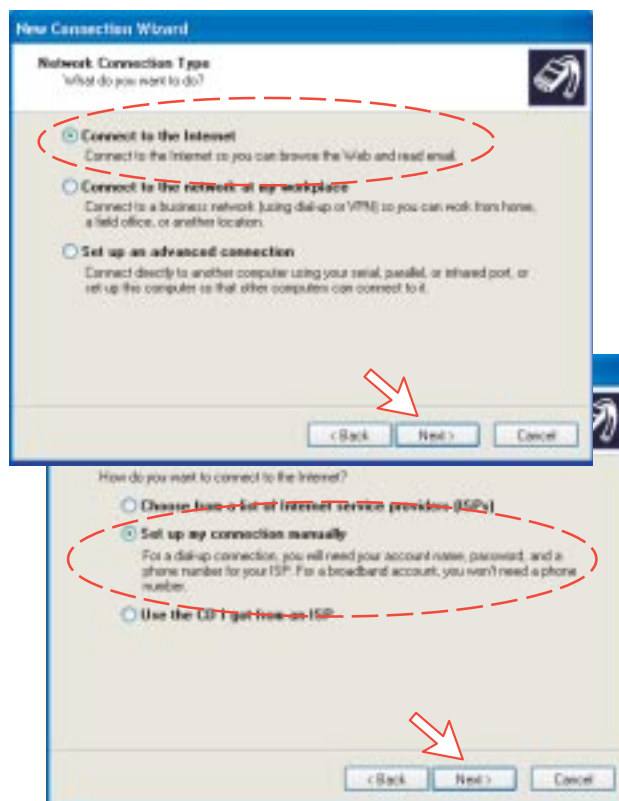 New Connection Wizard
Network Connection Type
What do you want to do?
Connect to the Internet
Connect to the Internet so you can browse the Web and read email.
Connect to the network at my workplace
Connect to a business network (using dial-up or VPN) so you can work from home,
a field office, or another location.
Set up an advanced connection
Connect directly to another computer using your serial, parallel, or infrared port, or
set up this computer so that other computers can connect to it.
< Back Next > Cancel
How do you want to connect to the Internet?
Choose from a list of Internet service providers (ISPs)
Set up my connection manually
For a dial-up connection, you will need your account name, password, and a
phone number for your ISP. For a broadband account, you won't need a phone
number.
Use the CD I got from an ISP
< Back Next > Cancel